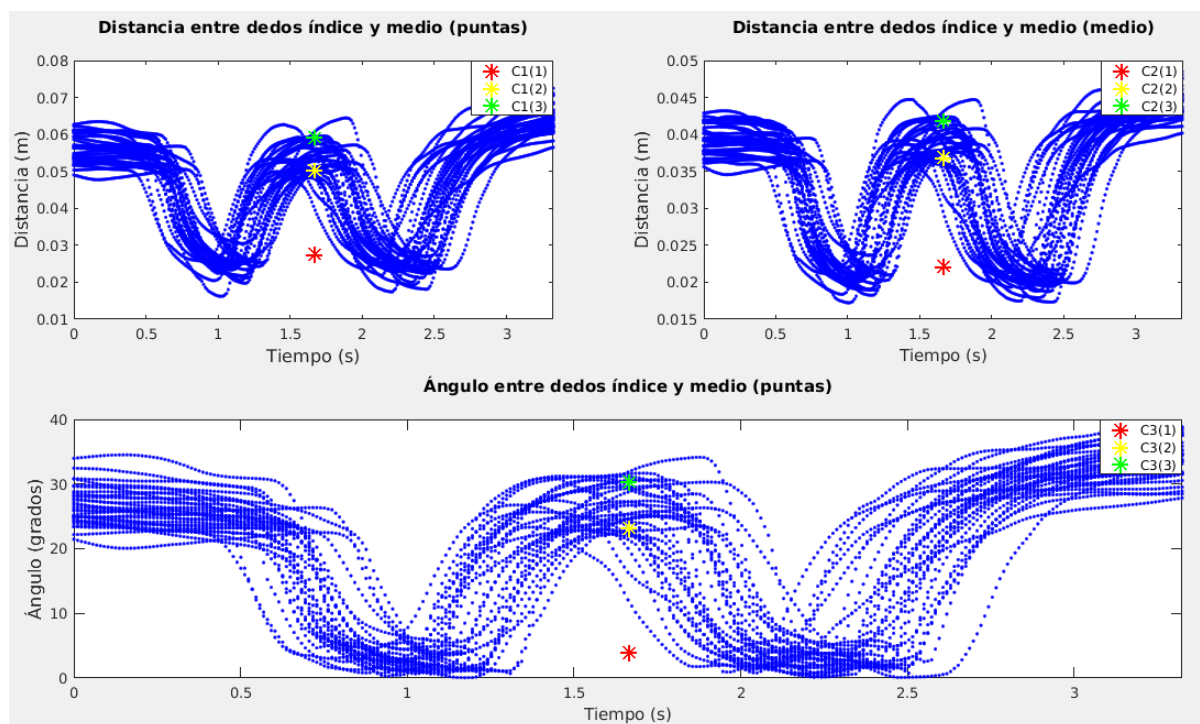 Distancia entre dedos índice y medio (puntas)
0.08
0.07
0.06
0.05
0.04
0.03
0.02
0.01
Distancia (m)
0
0.5
1
1.5
2
2.5
3
Tiempo (s)
C1(1)
C1(2)
C1(3)
Distancia entre dedos índice y medio (medio)
0.05
0.045
0.04
0.035
0.03
0.025
0.02
0.015
Distancia (m)
0
0.5
1
1.5
2
2.5
3
Tiempo (s)
C2(1)
C2(2)
C2(3)
Ángulo entre dedos índice y medio (puntas)
40
30
20
10
0
Ángulo (grados)
0
0.5
1
1.5
2
2.5
3
Tiempo (s)
C3(1)
C3(2)
C3(3)